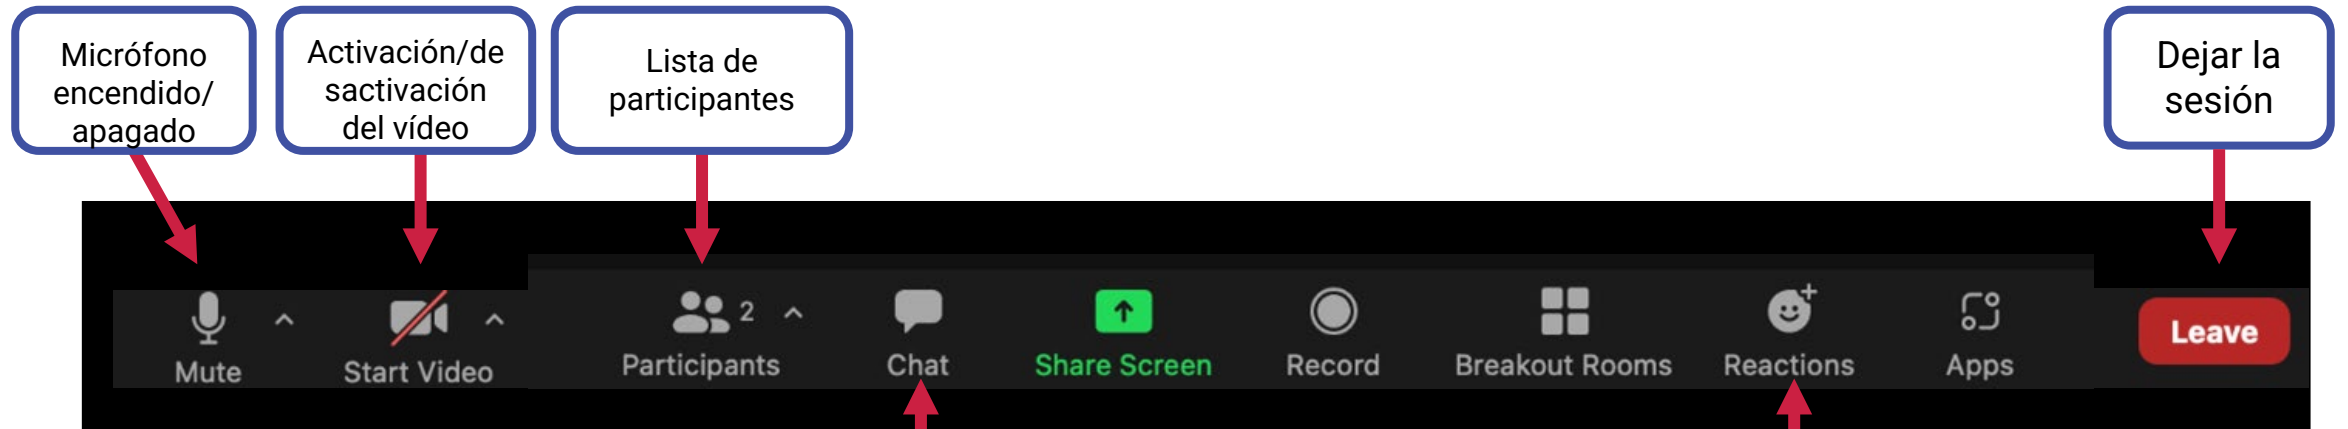 Micrófono
encendido/
apagado
Activación/de
sactivación
del vídeo
Lista de
participantes
Dejar la
sesión
Mute
Start Video
2
Participants
Chat
Share Screen
Record
Breakout Rooms
Reactions
Apps
Leave